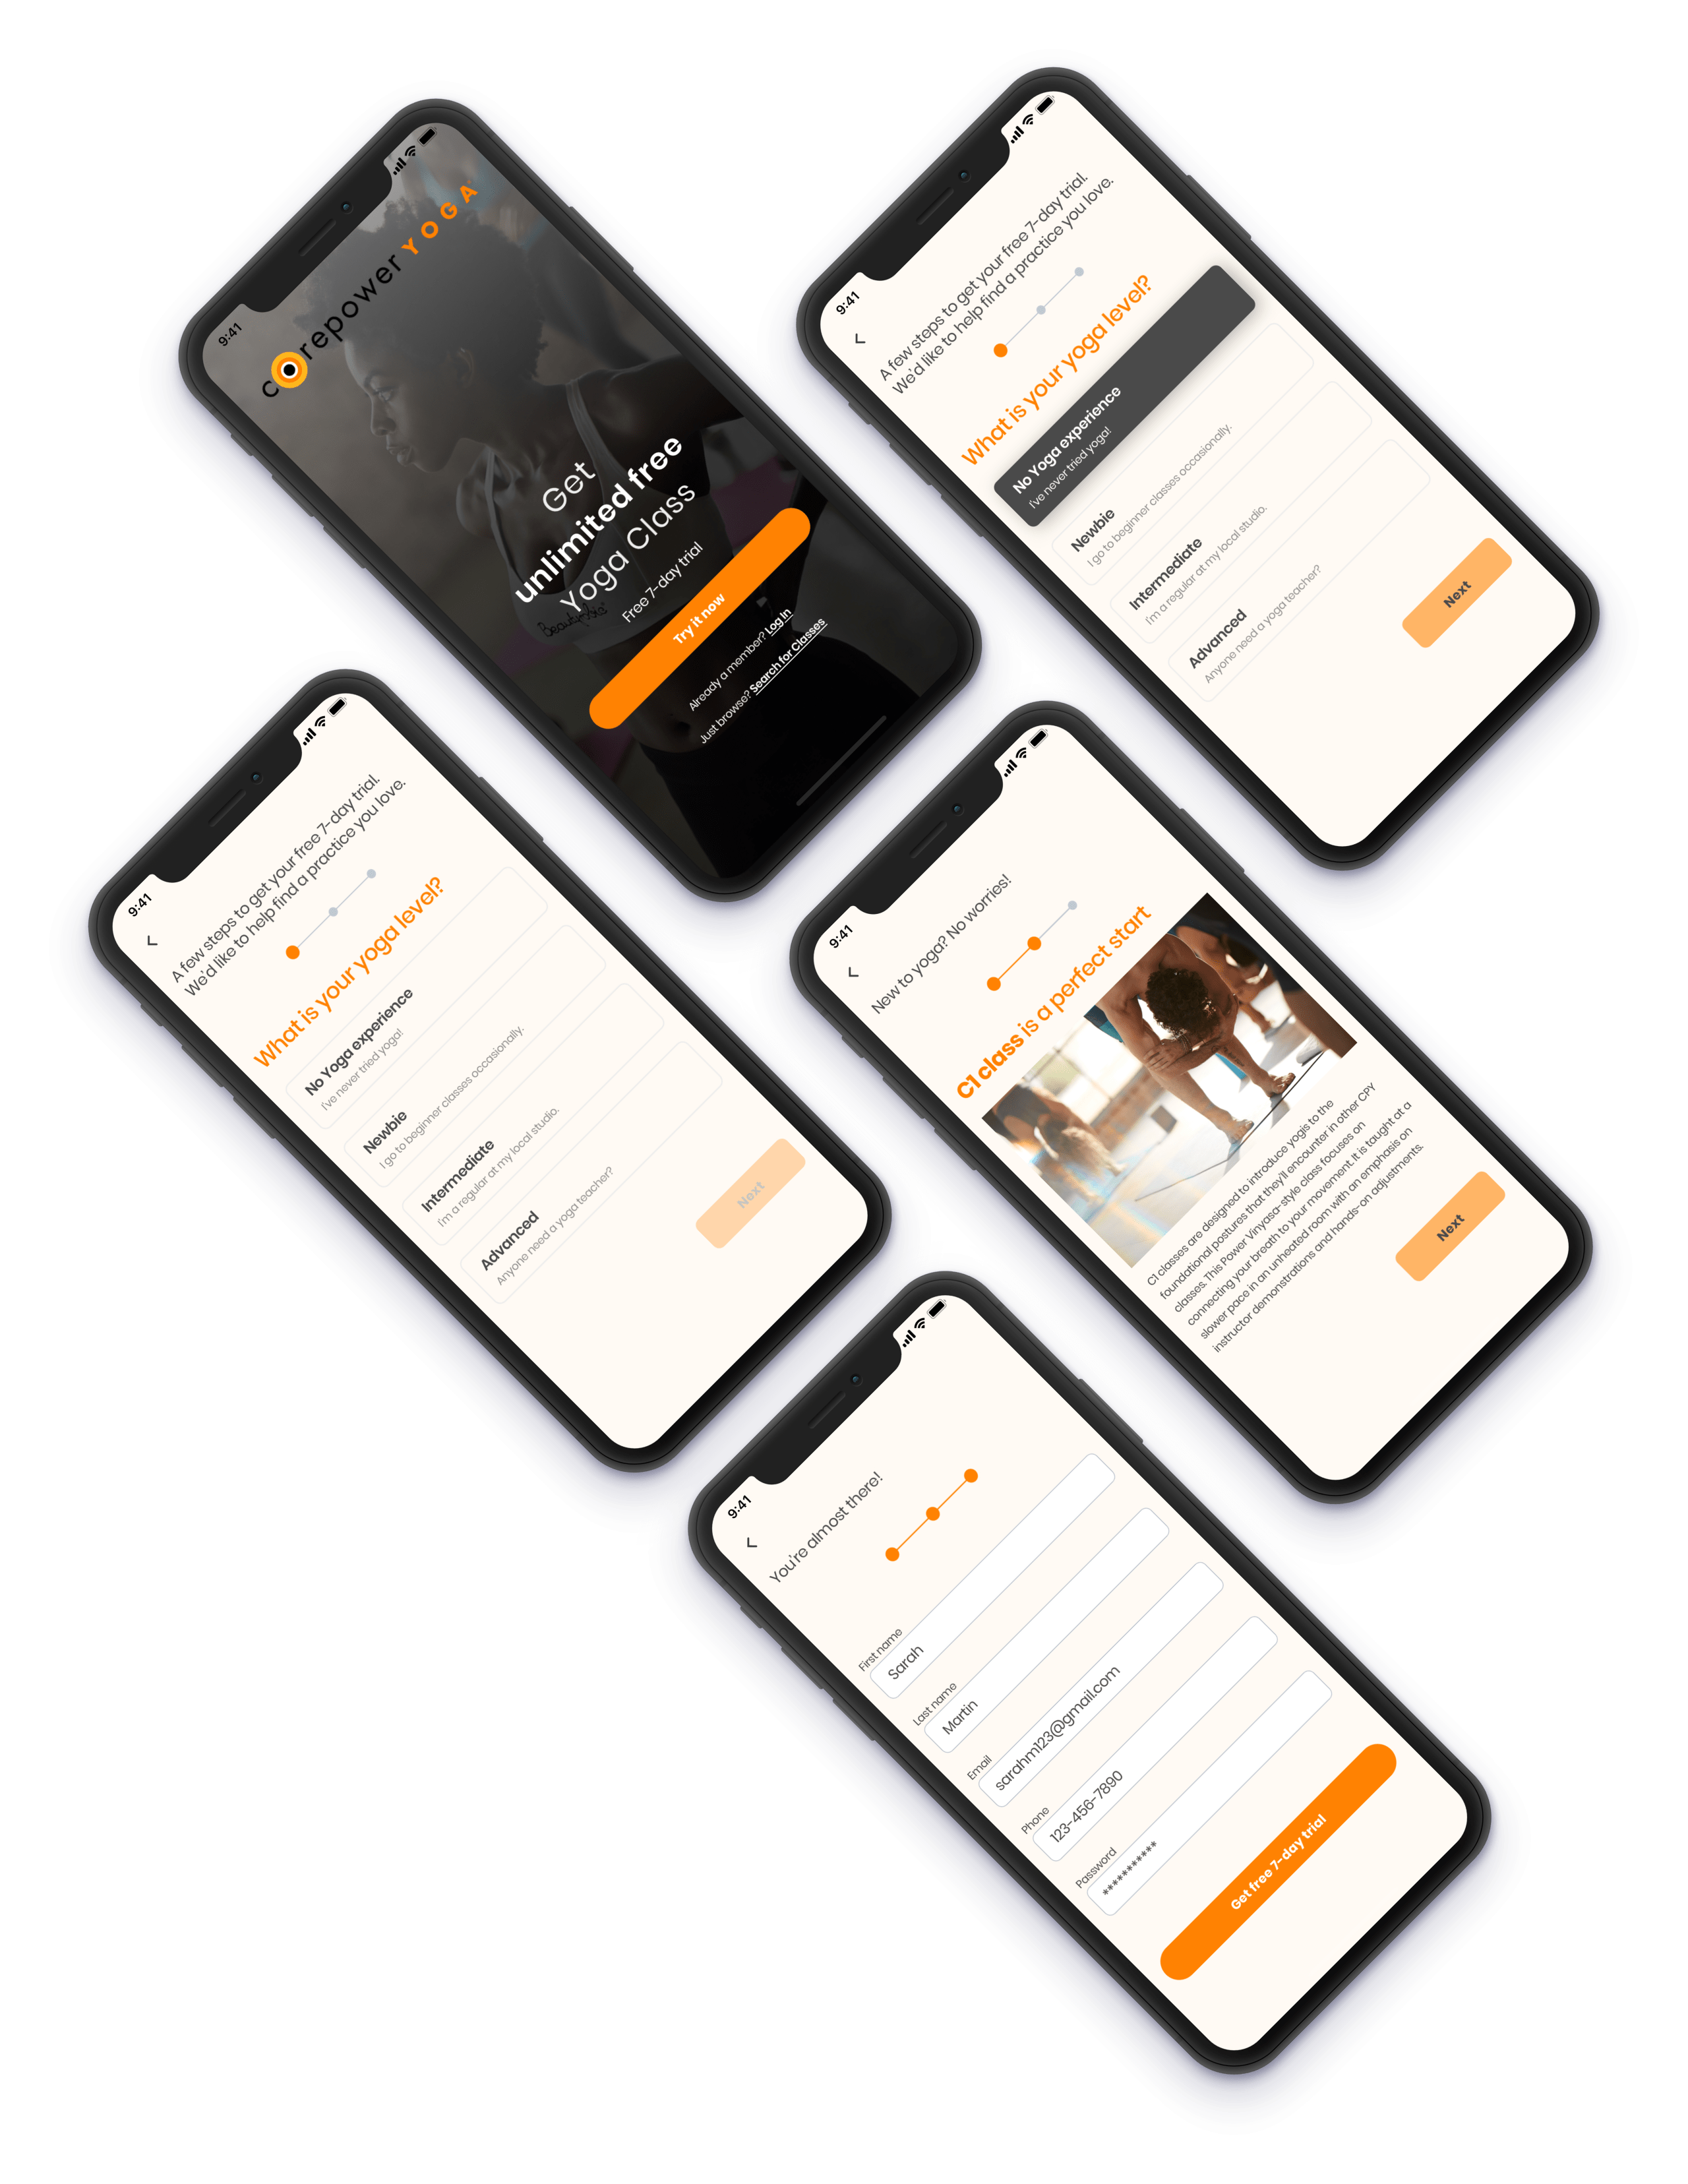 9:41
corepower YOGA
Get
unlimited free
Yoga Class
Free 7-day trial
Try it now
Already a member? Log In
Just browse? Search for Classes
9:41
A few steps to get your free 7-day trial.
We'd like to help find a practice you love.
What is your yoga level?
No Yoga experience
I've never tried yoga!
Newbie
I go to beginner classes occasionally.
Intermediate
I'm a regular at my local studio.
Advanced
Anyone need a yoga teacher?
Next
9:41
A few steps to get your free 7-day trial.
We'd like to help find a practice you love.
What is your yoga level?
No Yoga experience
I've never tried yoga!
Newbie
I go to beginner classes occasionally.
Intermediate
I'm a regular at my local studio.
Advanced
Anyone need a yoga teacher?
Next
9:41
New to yoga? No worries!
C1 class is a perfect start
C1 classes are designed to introduce yogis to the
foundational postures that they'll encounter in other CPY
classes. This Power Vinyasa-style class focuses on
connecting your breath to your movement. It is taught at a
slower pace in an unheated room with an emphasis on
instructor demonstrations and hands-on adjustments.
Next
9:41
You're almost there!
First name
Sarah
Last name
Martin
Email
sarahm123@gmail.com
Phone
123-456-7890
Password
***********
Get free 7-day trial